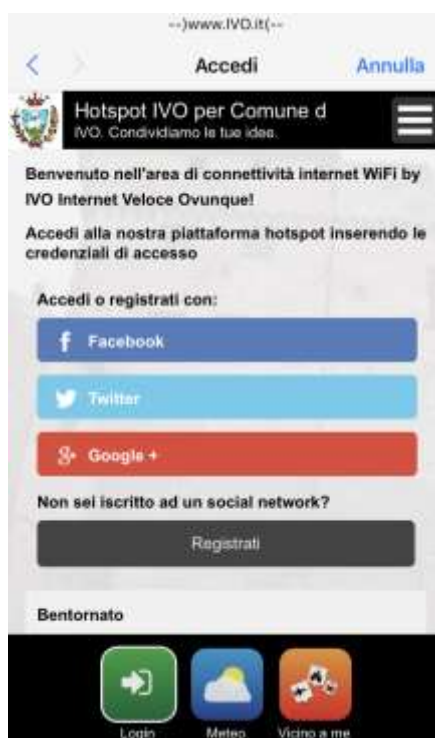 --)www.IVO.it(--
Accedi
Annulla
Hotspot IVO per Comune d
IVO. Condividiamo le tue idee.
Benvenuto nell'area di connettività internet WiFi by
IVO Internet Veloce Ovunque!
Accedi alla nostra piattaforma hotspot inserendo le
credenziali di accesso
Accedi o registrati con:
Facebook
Twitter
Google +
Non sei iscritto ad un social network?
Registrati
Bentornato
Login
Meteo
Vicino a me